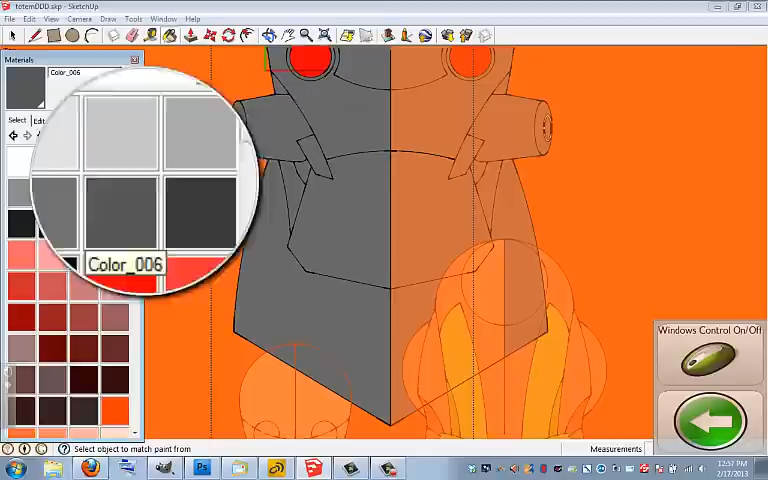 totemDDD.skp - SketchUp
File Edit View Camera Draw Tools Window Help
Materials
Color_006
Select Edit
Color_006
Windows Control On/Off
Select object to match paint from
Measurements
Ps
12:57 PM
2/17/2013